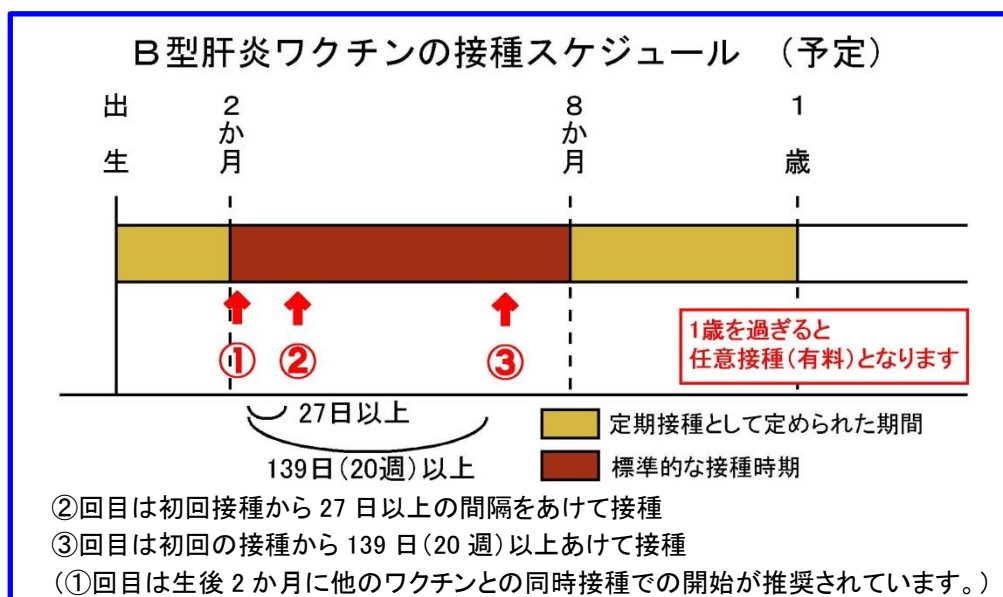 B型肝炎ワクチンの接種スケジュール (予定)
出生
2か月
8か月
1歳
① ② ③
1歳を過ぎると
任意接種(有料)となります
27日以上
139日(20週)以上
定期接種として定められた期間
標準的な接種時期
②回目は初回接種から 27 日以上の間隔をあけて接種
③回目は初回の接種から 139 日(20 週)以上あけて接種
(①回目は生後 2 か月に他のワクチンとの同時接種での開始が推奨されています。)